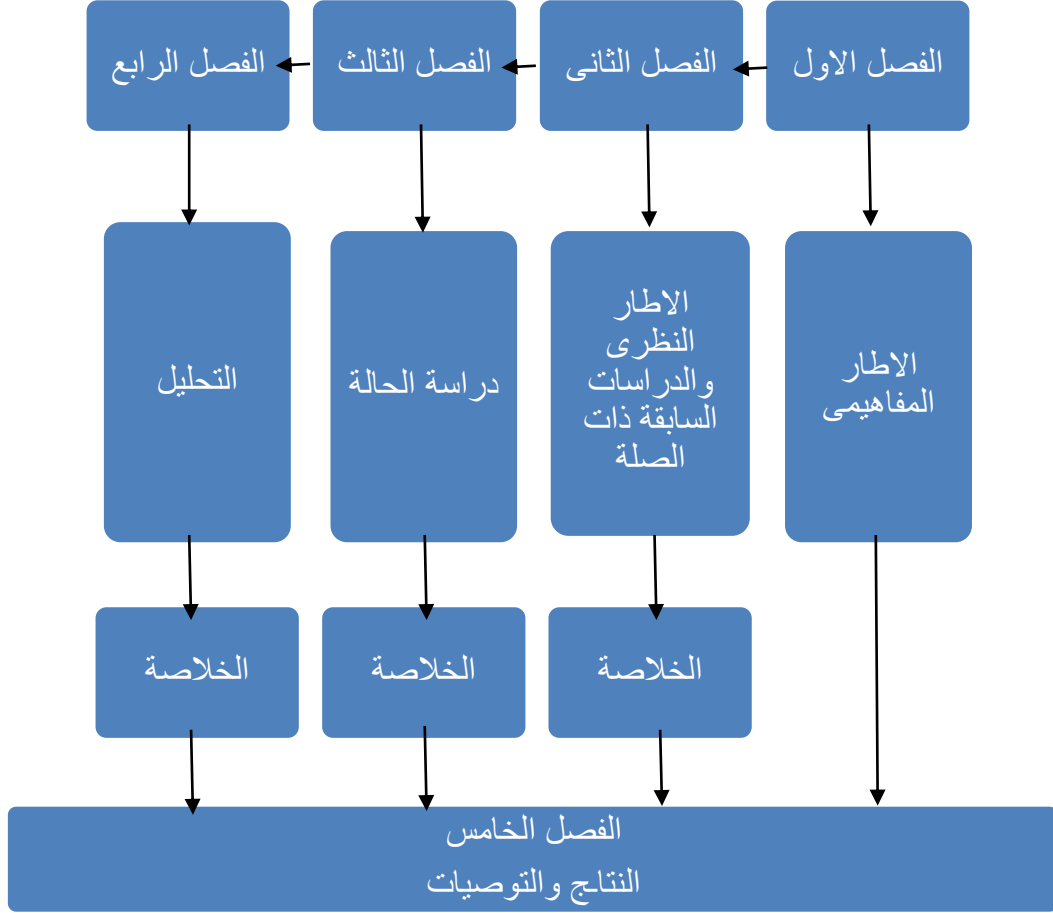 الفصل الاول
الفصل الثانى
الفصل الثالث
الفصل الرابع
الاطار
المفاهيمى
الاطار
النظرى
والدراسات
السابقة ذات
الصلة
دراسة الحالة
التحليل
الخلاصة
الخلاصة
الخلاصة
الفصل الخامس
النتاىج والتوصيات